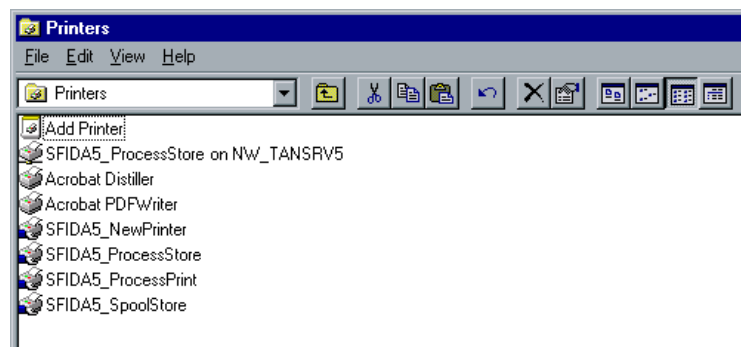 Printers
File Edit View Help
Printers
Add Printer
SFIDA5_ProcessStore on NW_TANSRV5
Acrobat Distiller
Acrobat PDFWriter
SFIDA5_NewPrinter
SFIDA5_ProcessStore
SFIDA5_ProcessPrint
SFIDA5_SpoolStore